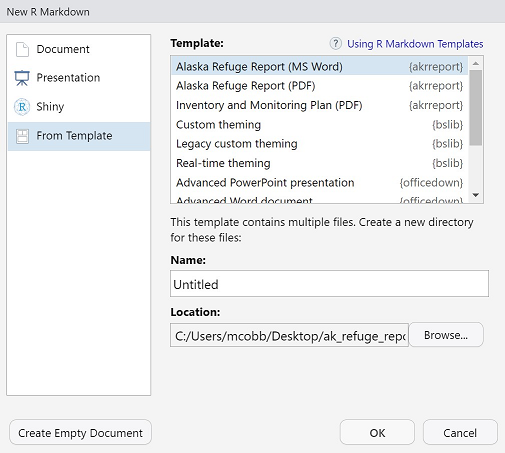 New R Markdown
Document
Presentation
Shiny
From Template
Template:
? Using R Markdown Templates
Alaska Refuge Report (MS Word) {akrreport}
Alaska Refuge Report (PDF) {akrreport}
Inventory and Monitoring Plan (PDF) {akrreport}
Custom theming {bslib}
Legacy custom theming {bslib}
Real-time theming {bslib}
Advanced PowerPoint presentation {officedown}
Advanced Word document {officedown}
This template contains multiple files. Create a new directory
for these files:
Name:
Untitled
Location:
C:/Users/mcobb/Desktop/ak_refuge_repo
Browse...
Create Empty Document
OK
Cancel